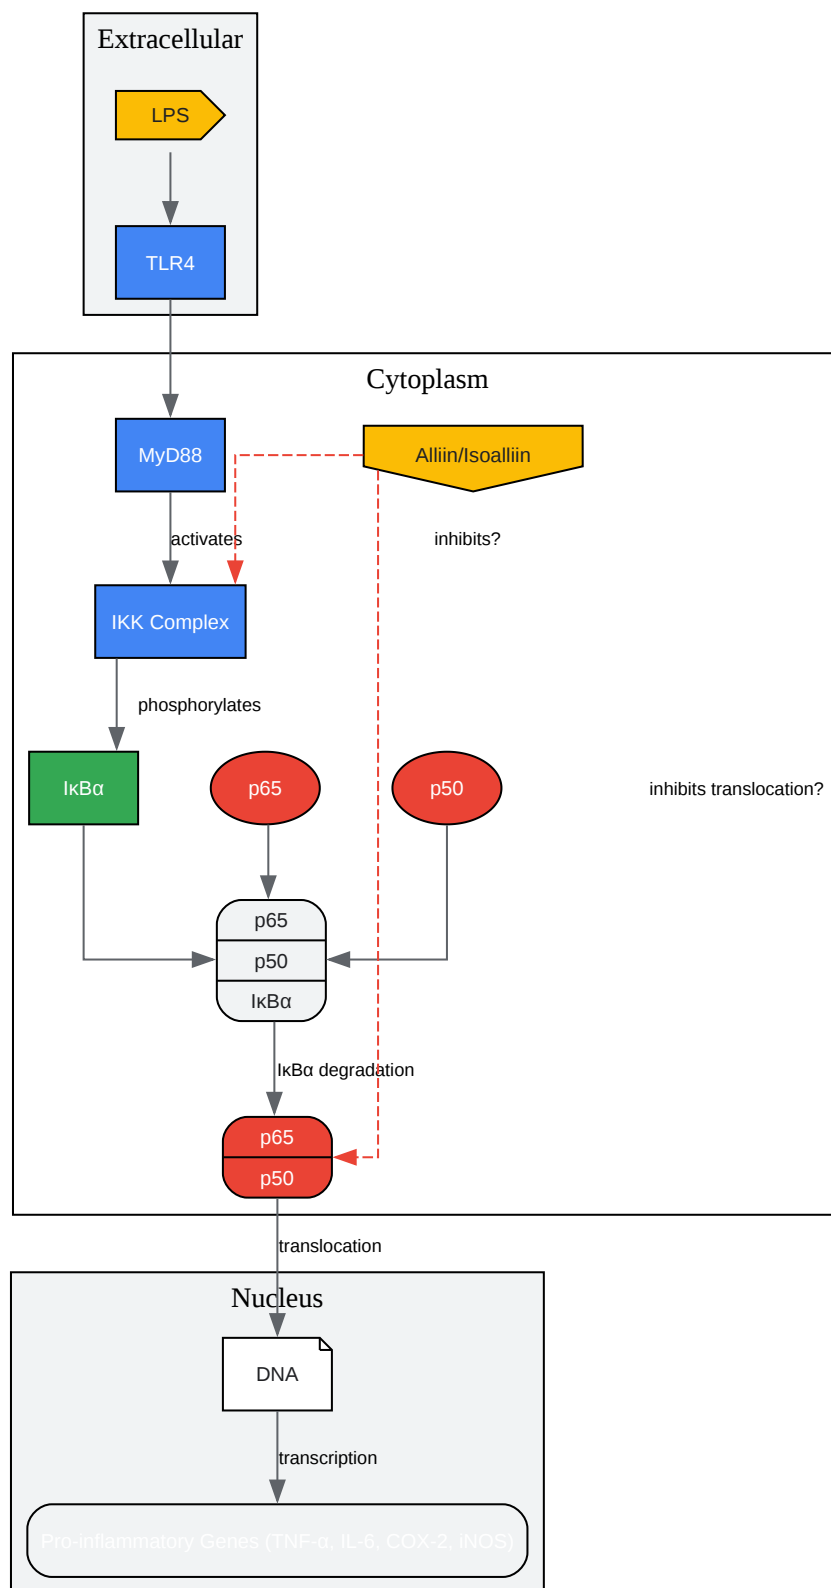 Extracellular
LPS
TLR4
Cytoplasm
MyD88
Alliin/Isoalliin
activates
inhibits?
IKK Complex
phosphorylates
IκBα
p65
p50
inhibits translocation?
p65
p50
IκBα
IκBα degradation
p65
p50
translocation
Nucleus
DNA
transcription
Pro-inflammatory Genes (TNF-α, IL-6, COX-2, iNOS)